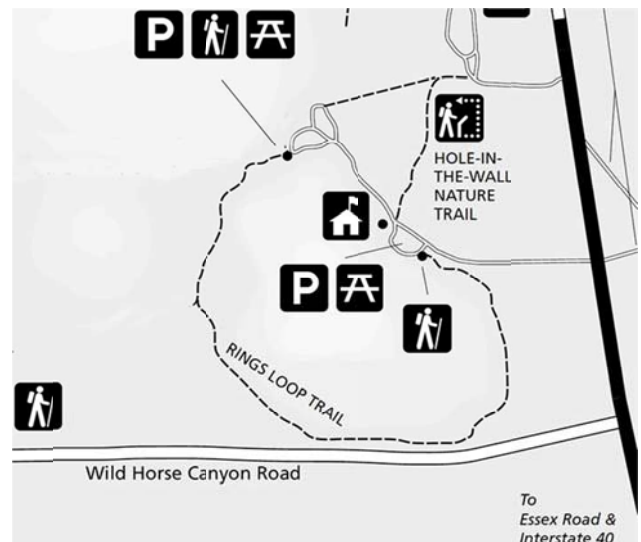 P
HOLE-IN-
THE-WALL
NATURE
TRAIL
P
RINGS LOOP TRAIL
Wild Horse Canyon Road
To
Essex Road &
Interstate 40